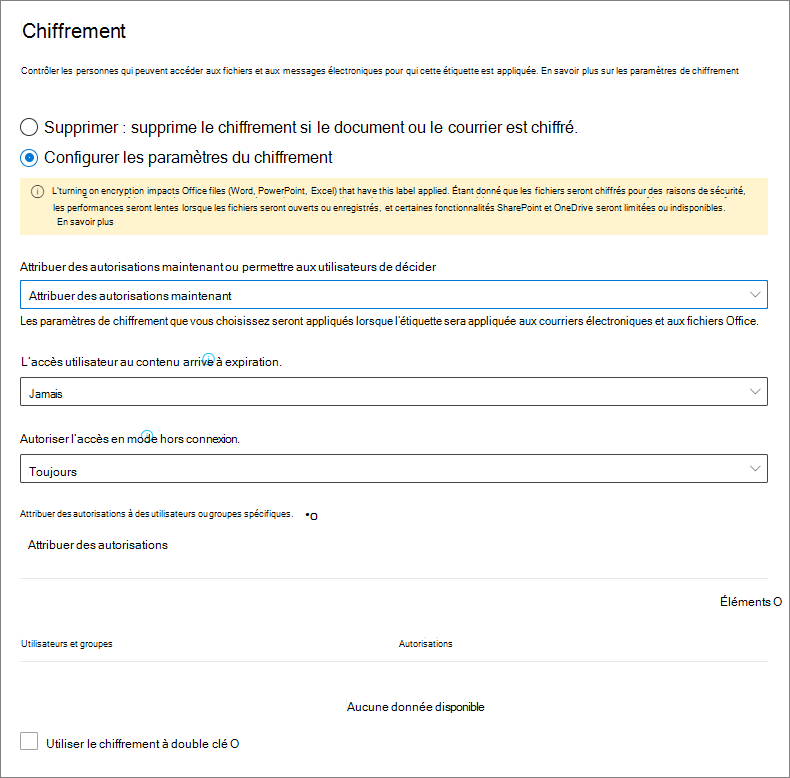 Chiffrement
Contrôler les personnes qui peuvent accéder aux fichiers et aux messages électroniques pour qui cette étiquette est appliquée. En savoir plus sur les paramètres de chiffrement
Supprimer : supprime le chiffrement si le document ou le courrier est chiffré.
Configurer les paramètres du chiffrement
L'turning on encryption impacts Office files (Word, PowerPoint, Excel) that have this label applied. Étant donné que les fichiers seront chiffrés pour des raisons de sécurité,
les performances seront lentes lorsque les fichiers seront ouverts ou enregistrés, et certaines fonctionnalités SharePoint et OneDrive seront limitées ou indisponibles.
En savoir plus
Attribuer des autorisations maintenant ou permettre aux utilisateurs de décider
Attribuer des autorisations maintenant
Les paramètres de chiffrement que vous choisissez seront appliqués lorsque l'étiquette sera appliquée aux courriers électroniques et aux fichiers Office.
L'accès utilisateur au contenu arrive à expiration.
Jamais
Autoriser l'accès en mode hors connexion.
Toujours
Attribuer des autorisations à des utilisateurs ou groupes spécifiques. *O
Attribuer des autorisations
Éléments O
Utilisateurs et groupes Autorisations
Aucune donnée disponible
Utiliser le chiffrement à double clé O